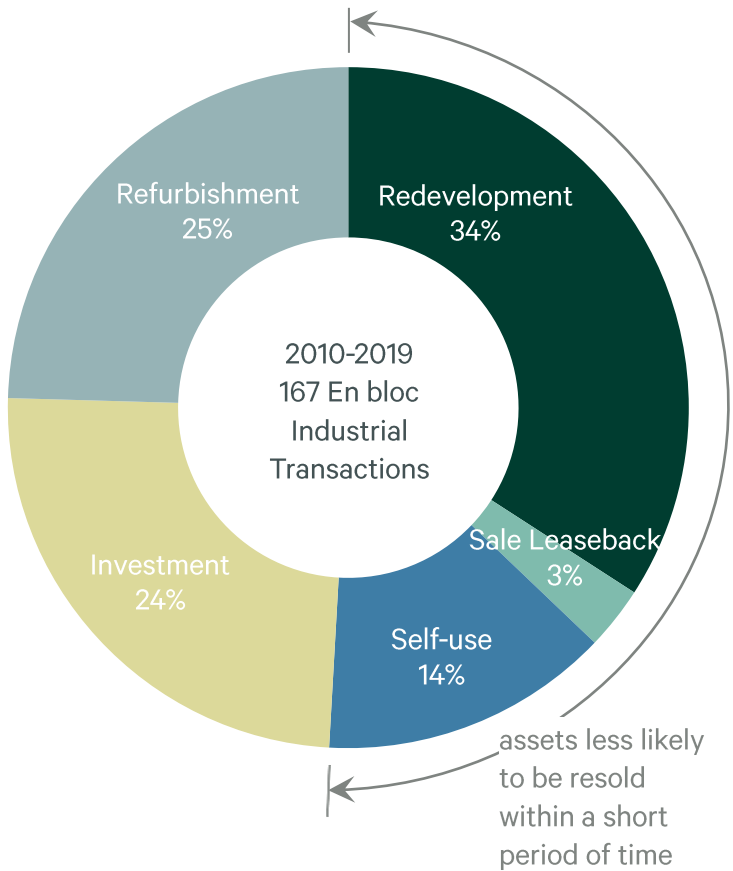 Refurbishment
25%
Redevelopment
34%
2010-2019
167 En bloc
Industrial
Transactions
Sale Leaseback
3%
Investment
24%
Self-use
14%
assets less likely
to be resold
within a short
period of time